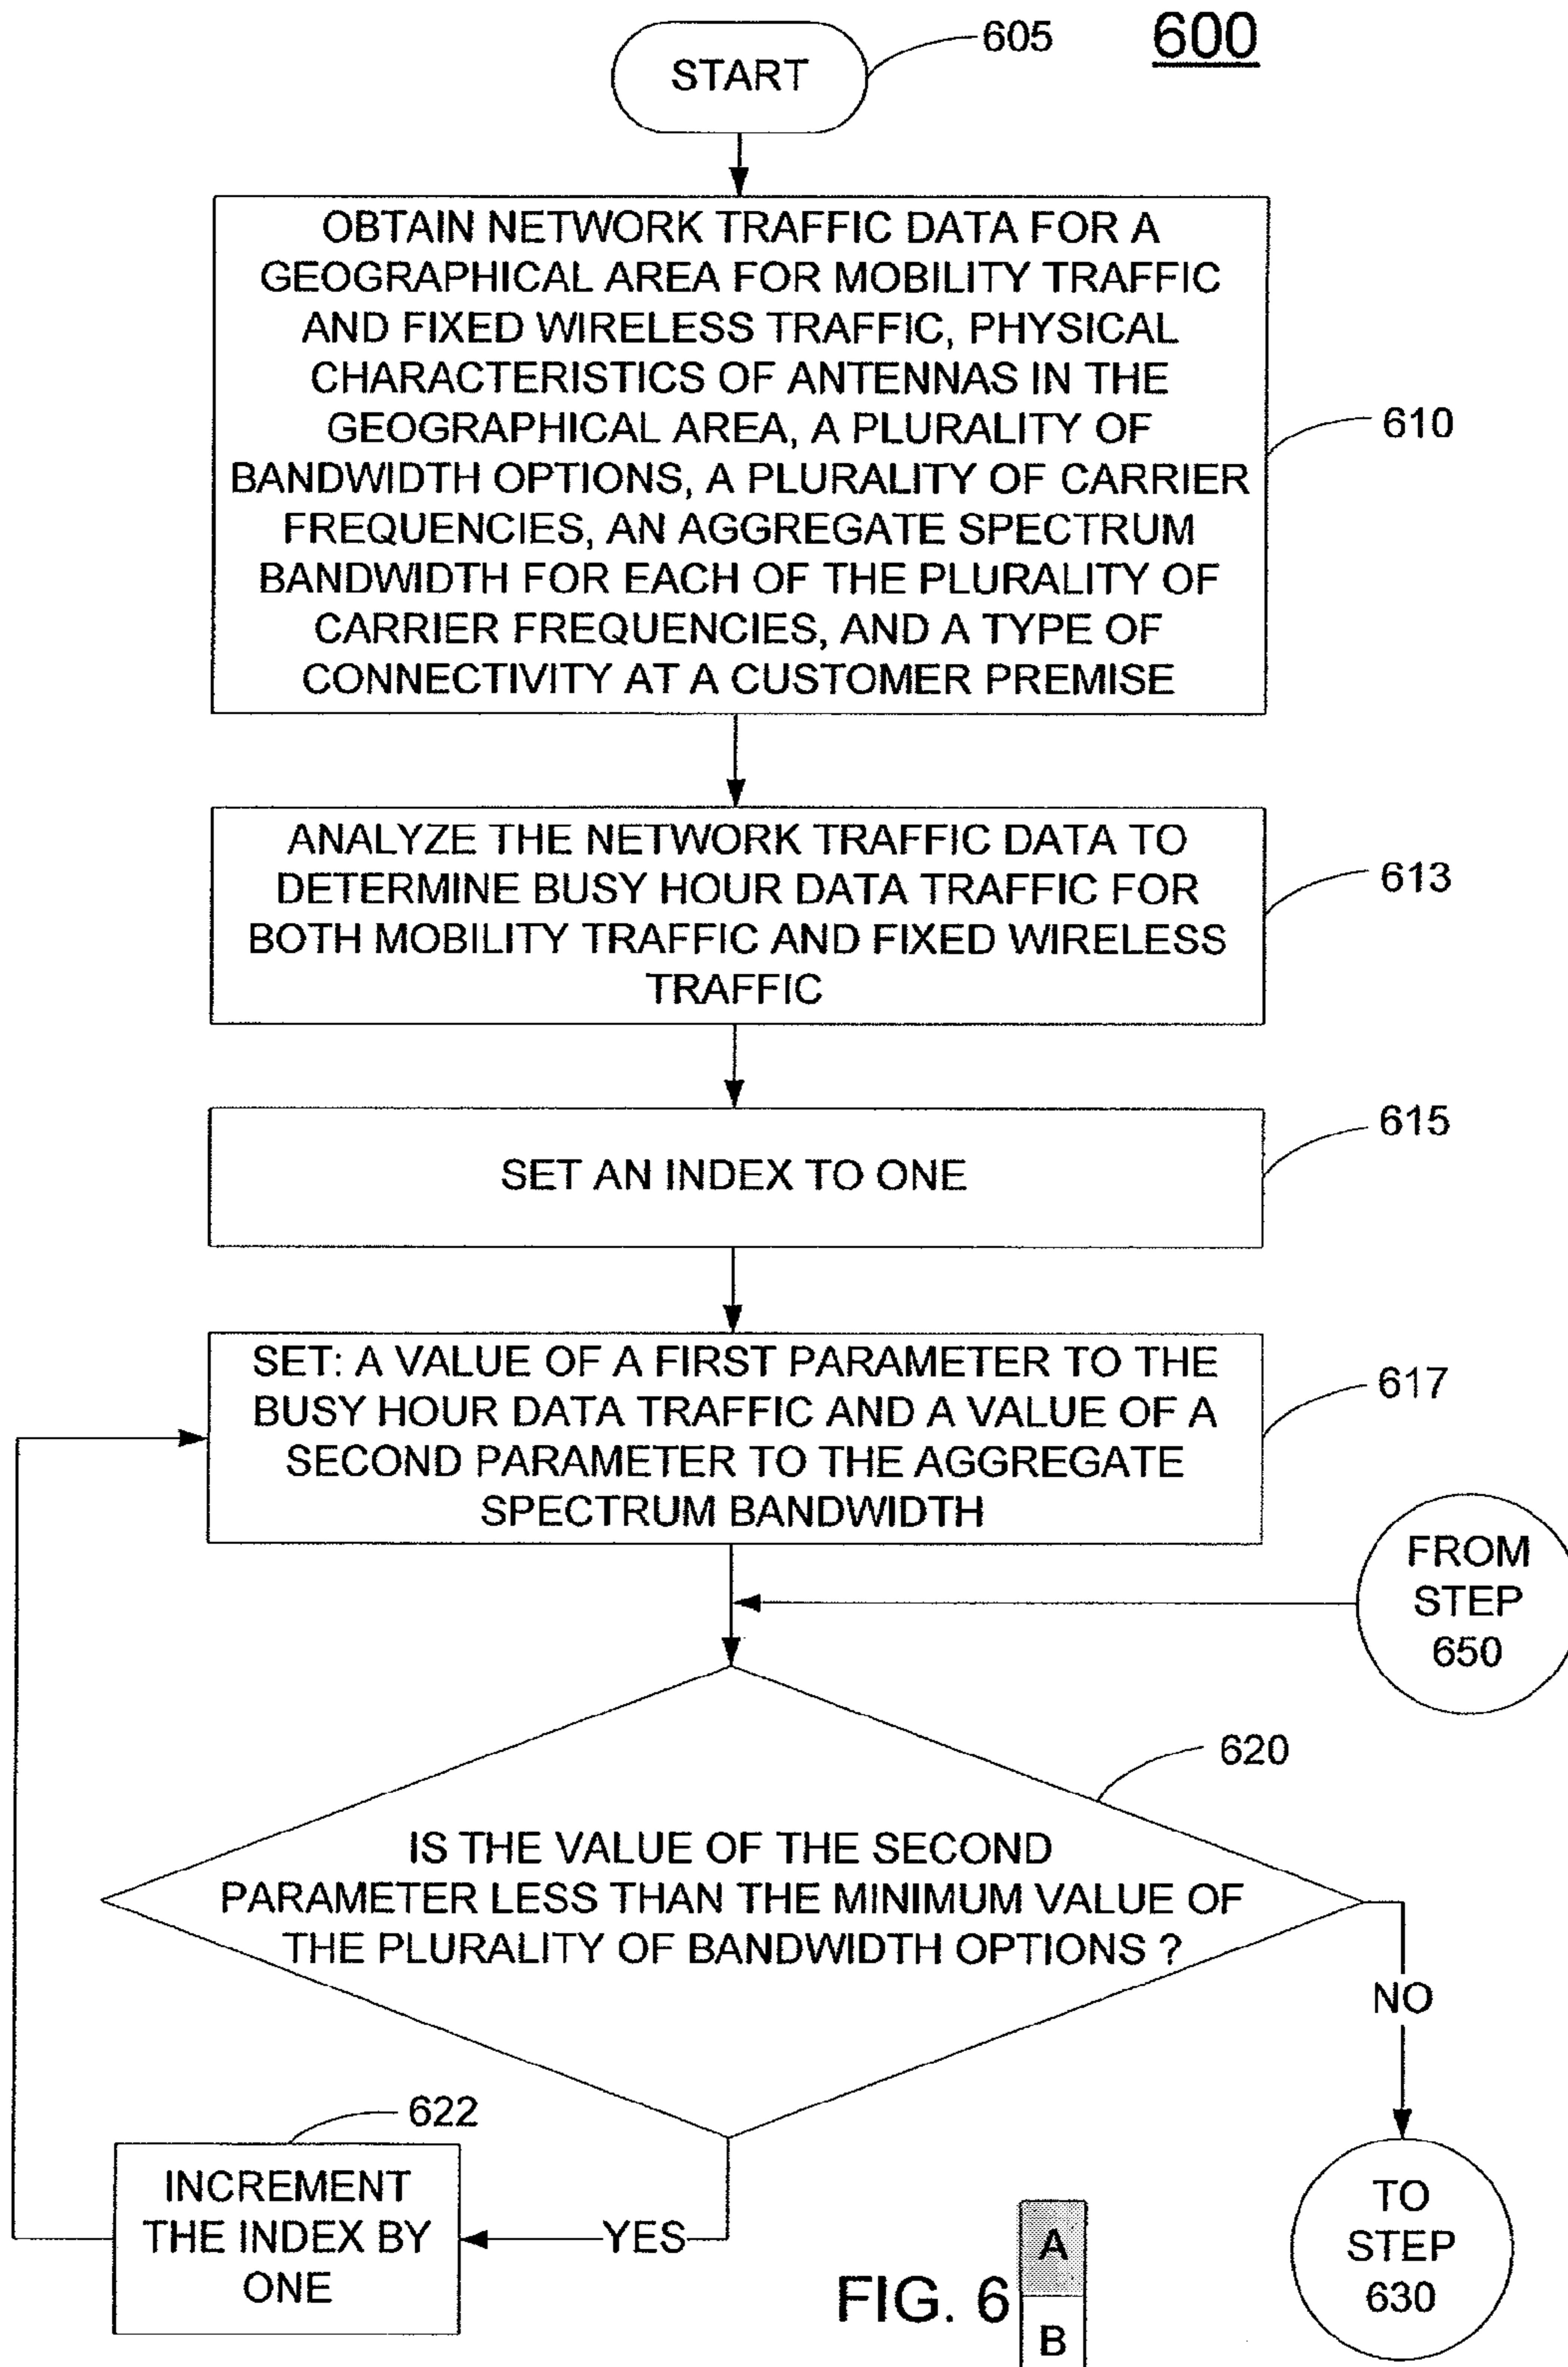 600
605
START
OBTAIN NETWORK TRAFFIC DATA FOR A
GEOGRAPHICAL AREA FOR MOBILITY TRAFFIC
AND FIXED WIRELESS TRAFFIC, PHYSICAL
CHARACTERISTICS OF ANTENNAS IN THE
GEOGRAPHICAL AREA, A PLURALITY OF
BANDWIDTH OPTIONS, A PLURALITY OF CARRIER
FREQUENCIES, AN AGGREGATE SPECTRUM
BANDWIDTH FOR EACH OF THE PLURALITY OF
CARRIER FREQUENCIES, AND A TYPE OF
CONNECTIVITY AT A CUSTOMER PREMISE
610
ANALYZE THE NETWORK TRAFFIC DATA TO
DETERMINE BUSY HOUR DATA TRAFFIC FOR
BOTH MOBILITY TRAFFIC AND FIXED WIRELESS
TRAFFIC
613
SET AN INDEX TO ONE
615
SET: A VALUE OF A FIRST PARAMETER TO THE
BUSY HOUR DATA TRAFFIC AND A VALUE OF A
SECOND PARAMETER TO THE AGGREGATE
SPECTRUM BANDWIDTH
617
FROM
STEP
650
620
IS THE VALUE OF THE SECOND
PARAMETER LESS THAN THE MINIMUM VALUE OF
THE PLURALITY OF BANDWIDTH OPTIONS ?
NO
622
INCREMENT
THE INDEX BY
ONE
YES
TO
STEP
630
FIG. 6
A
B